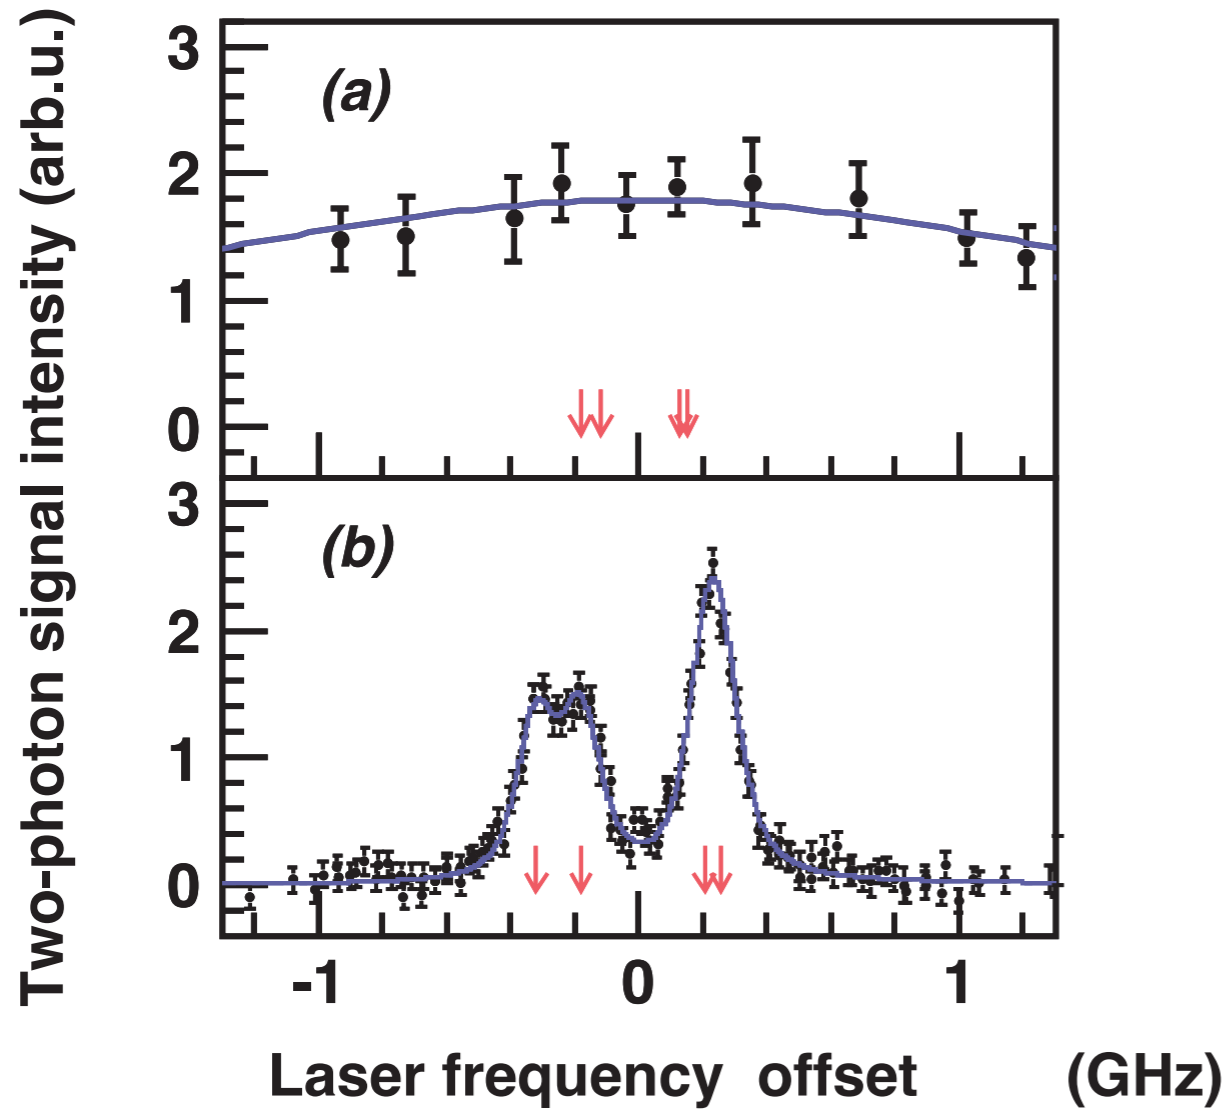 Two-photon signal intensity (arb.u.)
3
(a)
2
1
0
3
(b)
2
1
0
-1 0 1
Laser frequency offset (GHz)